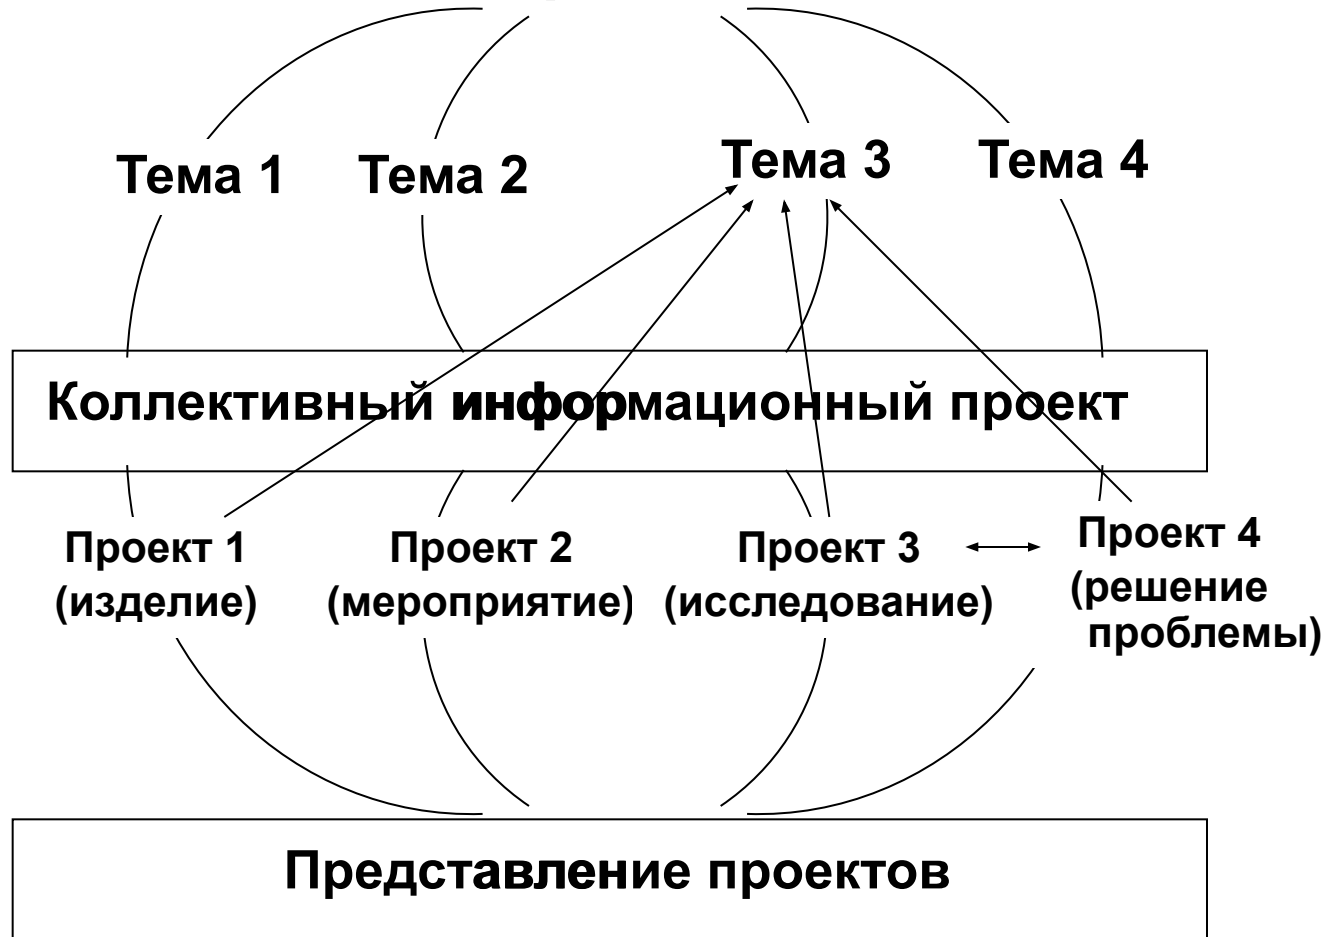 Тема 1 Тема 2 Тема 3 Тема 4
Коллективный информационный проект
Проект 1 Проект 2 Проект 3 Проект 4
(изделие) (мероприятие) (исследование) (решение
проблемы)
Представление проектов